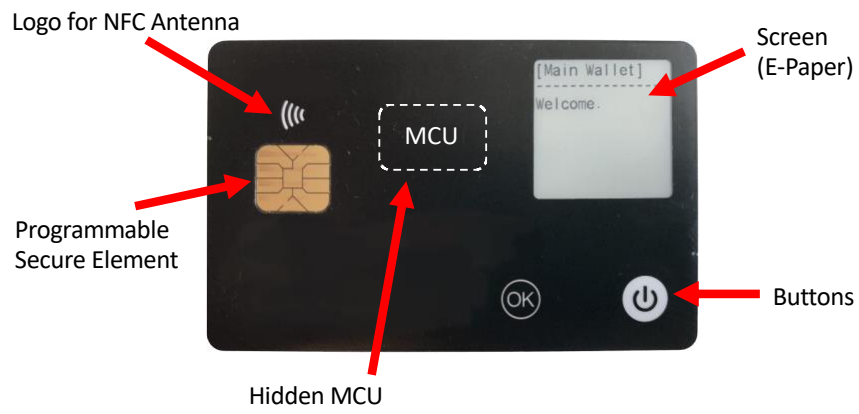 Logo for NFC Antenna
Screen
(E-Paper)
[Main Wallet]
Welcome.
MCU
Programmable
Secure Element
OK
Buttons
Hidden MCU